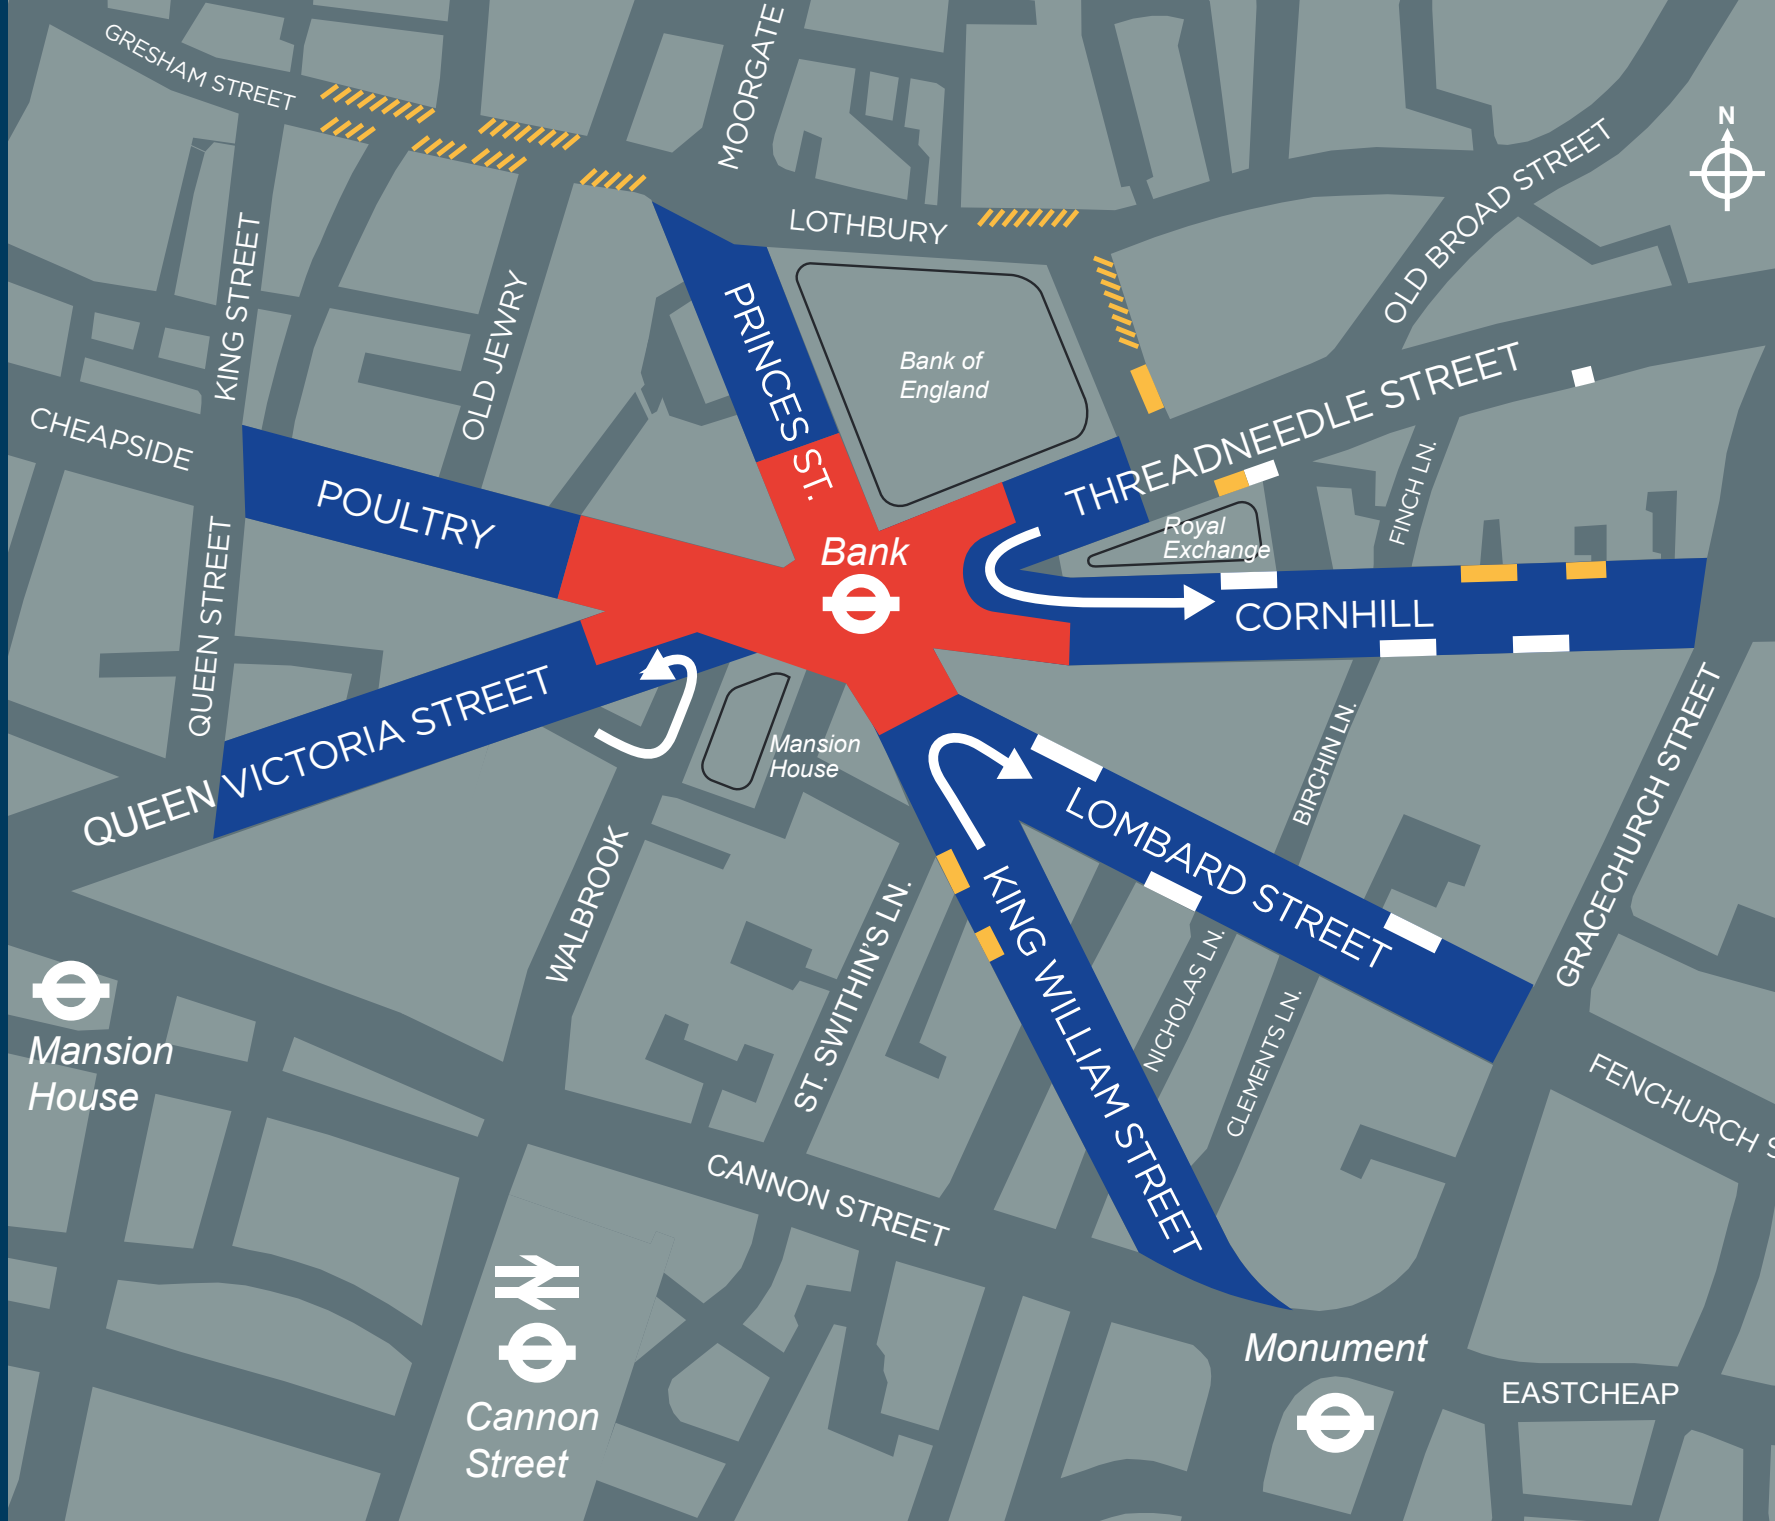 GRESHAM STREET
MOORGATE
N
LOTHBURY
OLD BROAD STREET
KING STREET
OLD JEWRY
PRINCES ST.
Bank of
England
THREADNEEDLE STREET
CHEAPSIDE
POULTRY
FINCH LN.
Royal
Exchange
Bank
CORNHILL
QUEEN STREET
QUEEN VICTORIA STREET
Mansion
House
BIRCHIN LN.
LOMBARD STREET
GRACECHURCH STREET
WALBROOK
ST. SWITHIN'S LN.
KING WILLIAM STREET
NICHOLAS LN.
CLEMENTS LN.
Mansion
House
FENCHURCH S
CANNON STREET
Monument
EASTCHEAP
Cannon
Street